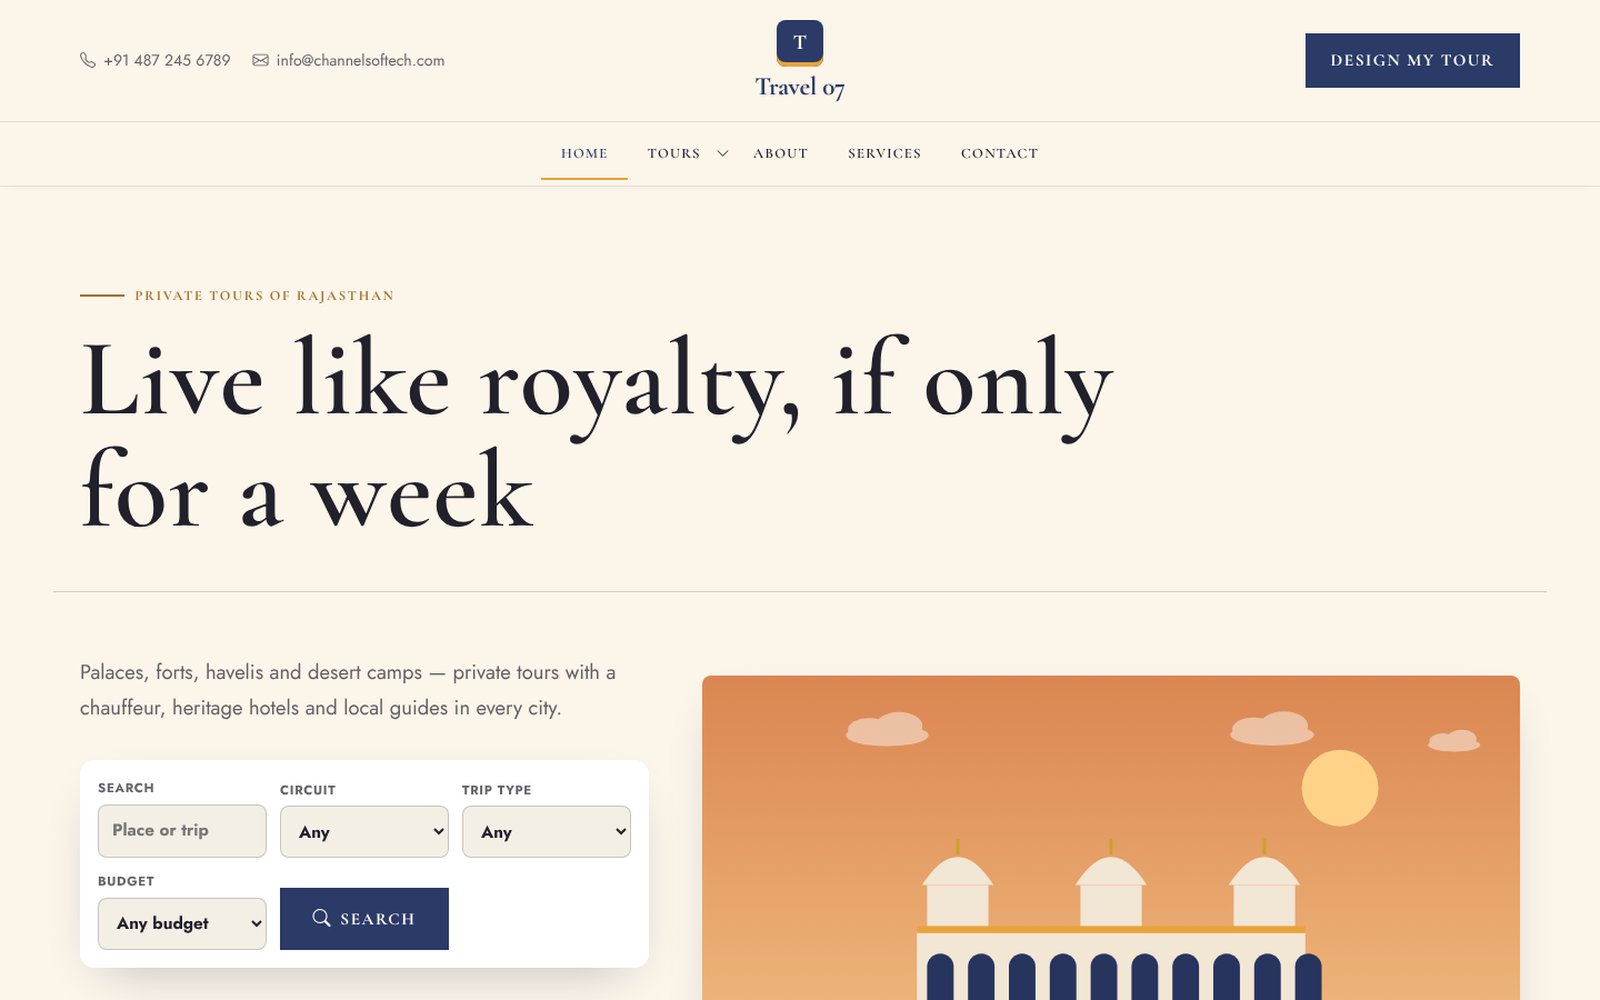 +91 487 245 6789 info@channelsoftech.com
T
Travel 07
DESIGN MY TOUR
HOME TOURS ABOUT SERVICES CONTACT
PRIVATE TOURS OF RAJASTHAN
Live like royalty, if only
for a week
Palaces, forts, havelis and desert camps — private tours with a
chauffeur, heritage hotels and local guides in every city.
SEARCH CIRCUIT TRIP TYPE
Place or trip Any Any
BUDGET
Any budget SEARCH